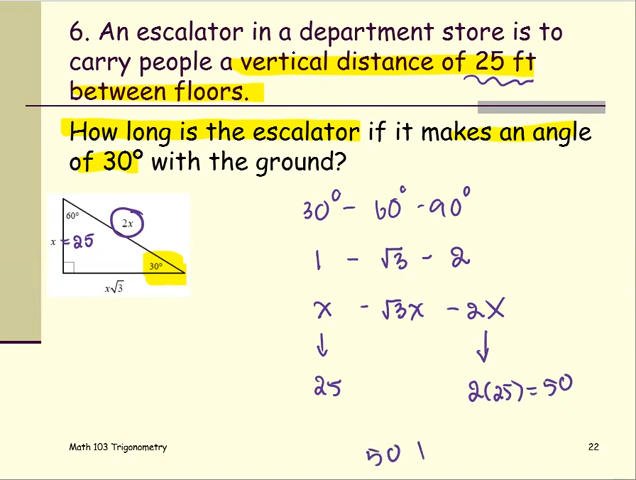 6. An escalator in a department store is to
carry people a vertical distance of 25 ft
between floors.
How long is the escalator if it makes an angle
of 30º with the ground?
60°
2x
x = 25
30°
x√3
30° - 60° - 90°
1 - √3 - 2
x - √3x - 2x
↓ ↓
25 2(25) = 50
50
Math 103 Trigonometry 22